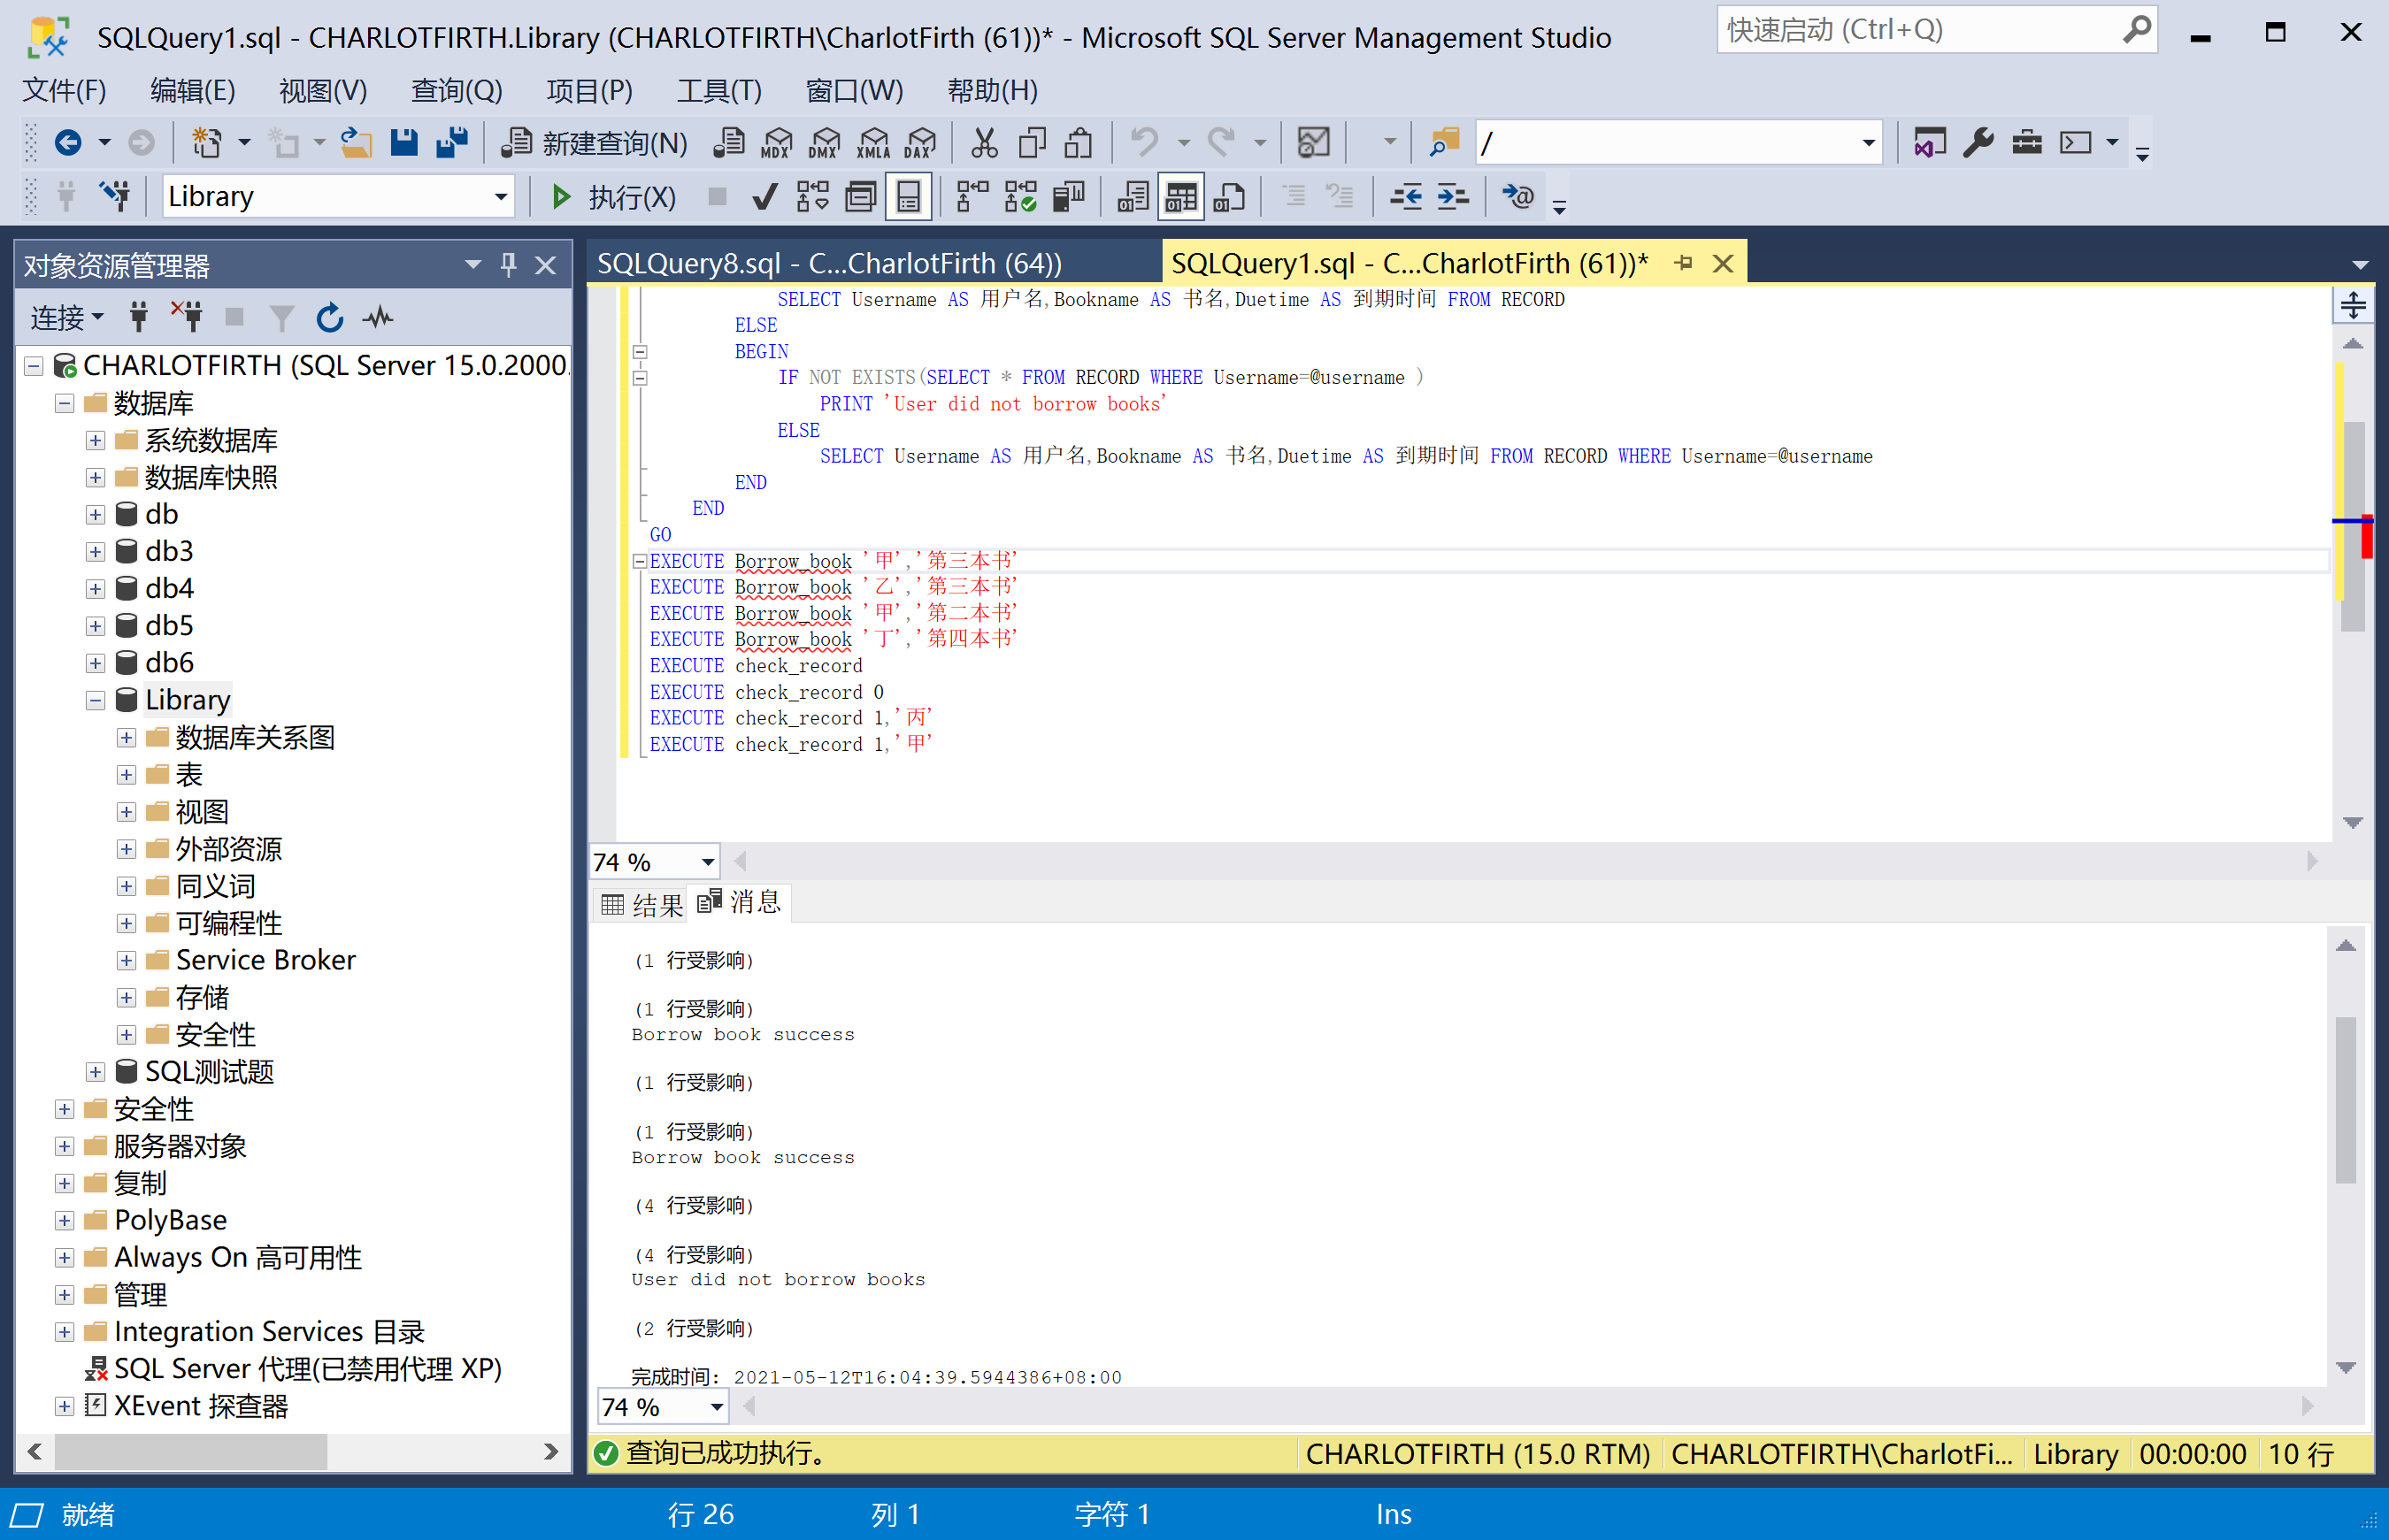 SQLQuery1.sql - CHARLOTFIRTH.Library (CHARLOTFIRTH\CharlotFirth (61))* - Microsoft SQL Server Management Studio
快速启动 (Ctrl+Q)
文件(F) 编辑(E) 视图(V) 查询(Q) 项目(P) 工具(T) 窗口(W) 帮助(H)
新建查询(N) MDX DMX XMLA DAX /
Library 执行(X)
对象资源管理器
连接
CHARLOTFIRTH (SQL Server 15.0.2000.
数据库
系统数据库
数据库快照
db
db3
db4
db5
db6
Library
数据库关系图
表
视图
外部资源
同义词
可编程性
Service Broker
存储
安全性
SQL测试题
安全性
服务器对象
复制
PolyBase
Always On 高可用性
管理
Integration Services 目录
SQL Server 代理(已禁用代理 XP)
XEvent 探查器
SQLQuery8.sql - C...CharlotFirth (64))
SQLQuery1.sql - C...CharlotFirth (61))*
SELECT Username AS 用户名,Bookname AS 书名,Duetime AS 到期时间 FROM RECORD
ELSE
BEGIN
IF NOT EXISTS(SELECT * FROM RECORD WHERE Username=@username )
PRINT 'User did not borrow books'
ELSE
SELECT Username AS 用户名,Bookname AS 书名,Duetime AS 到期时间 FROM RECORD WHERE Username=@username
END
END
GO
EXECUTE Borrow_book '甲','第三本书'
EXECUTE Borrow_book '乙','第三本书'
EXECUTE Borrow_book '甲','第二本书'
EXECUTE Borrow_book '丁','第四本书'
EXECUTE check_record
EXECUTE check_record 0
EXECUTE check_record 1,'丙'
EXECUTE check_record 1,'甲'
74 %
结果 消息
(1 行受影响)
(1 行受影响)
Borrow book success
(1 行受影响)
(1 行受影响)
Borrow book success
(4 行受影响)
(4 行受影响)
User did not borrow books
(2 行受影响)
完成时间: 2021-05-12T16:04:39.5944386+08:00
74 %
查询已成功执行。 CHARLOTFIRTH (15.0 RTM) CHARLOTFIRTH\CharlotFi... Library 00:00:00 10 行
就绪 行 26 列 1 字符 1 Ins